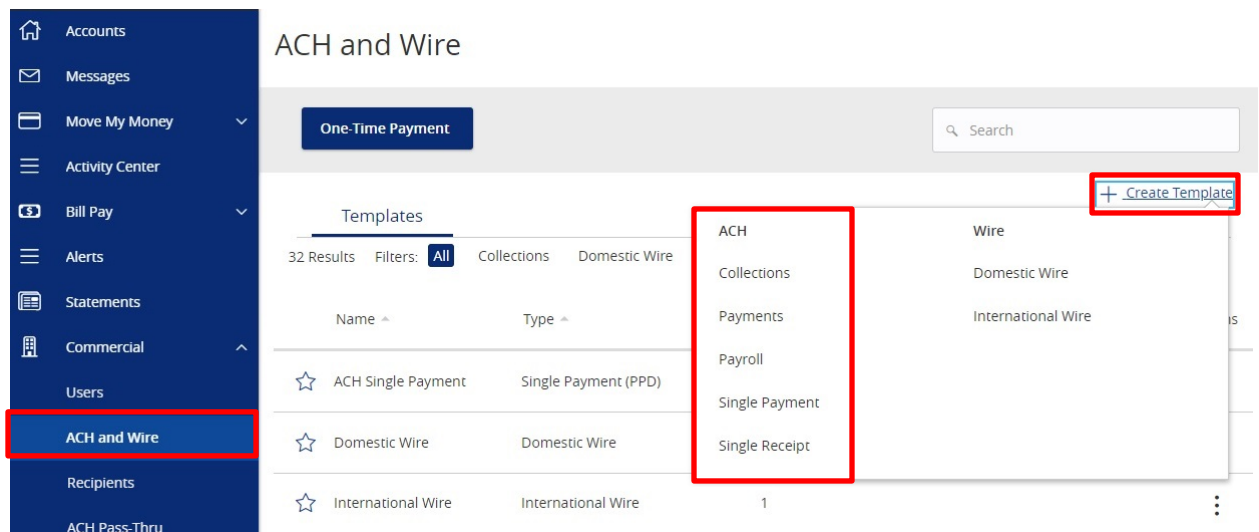 Accounts
Messages
Move My Money
Activity Center
Bill Pay
Alerts
Statements
Commercial
Users
ACH and Wire
Recipients
ACH Pass-Thru
ACH and Wire
One-Time Payment
Search
Create Template
Templates
32 Results Filters: All Collections Domestic Wire
Name Type
ACH Single Payment Single Payment (PPD)
Domestic Wire Domestic Wire
International Wire International Wire 1
ACH
Collections
Payments
Payroll
Single Payment
Single Receipt
Wire
Domestic Wire
International Wire